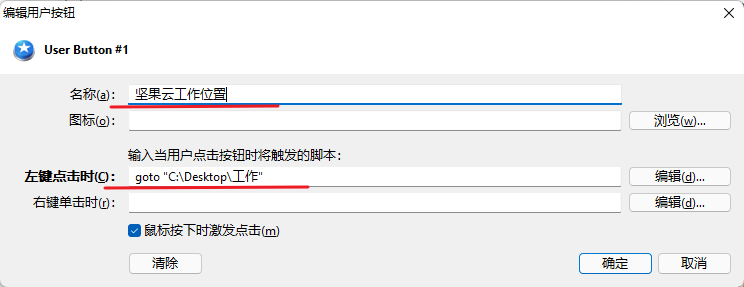 编辑用户按钮
User Button #1
名称(a): 坚果云工作位置
图标(o): 浏览(w)...
输入当用户点击按钮时将触发的脚本:
左键点击时(C): goto "C:\Desktop\工作" 编辑(d)...
右键单击时(r): 编辑(d)...
鼠标按下时激发点击(m)
清除 确定 取消